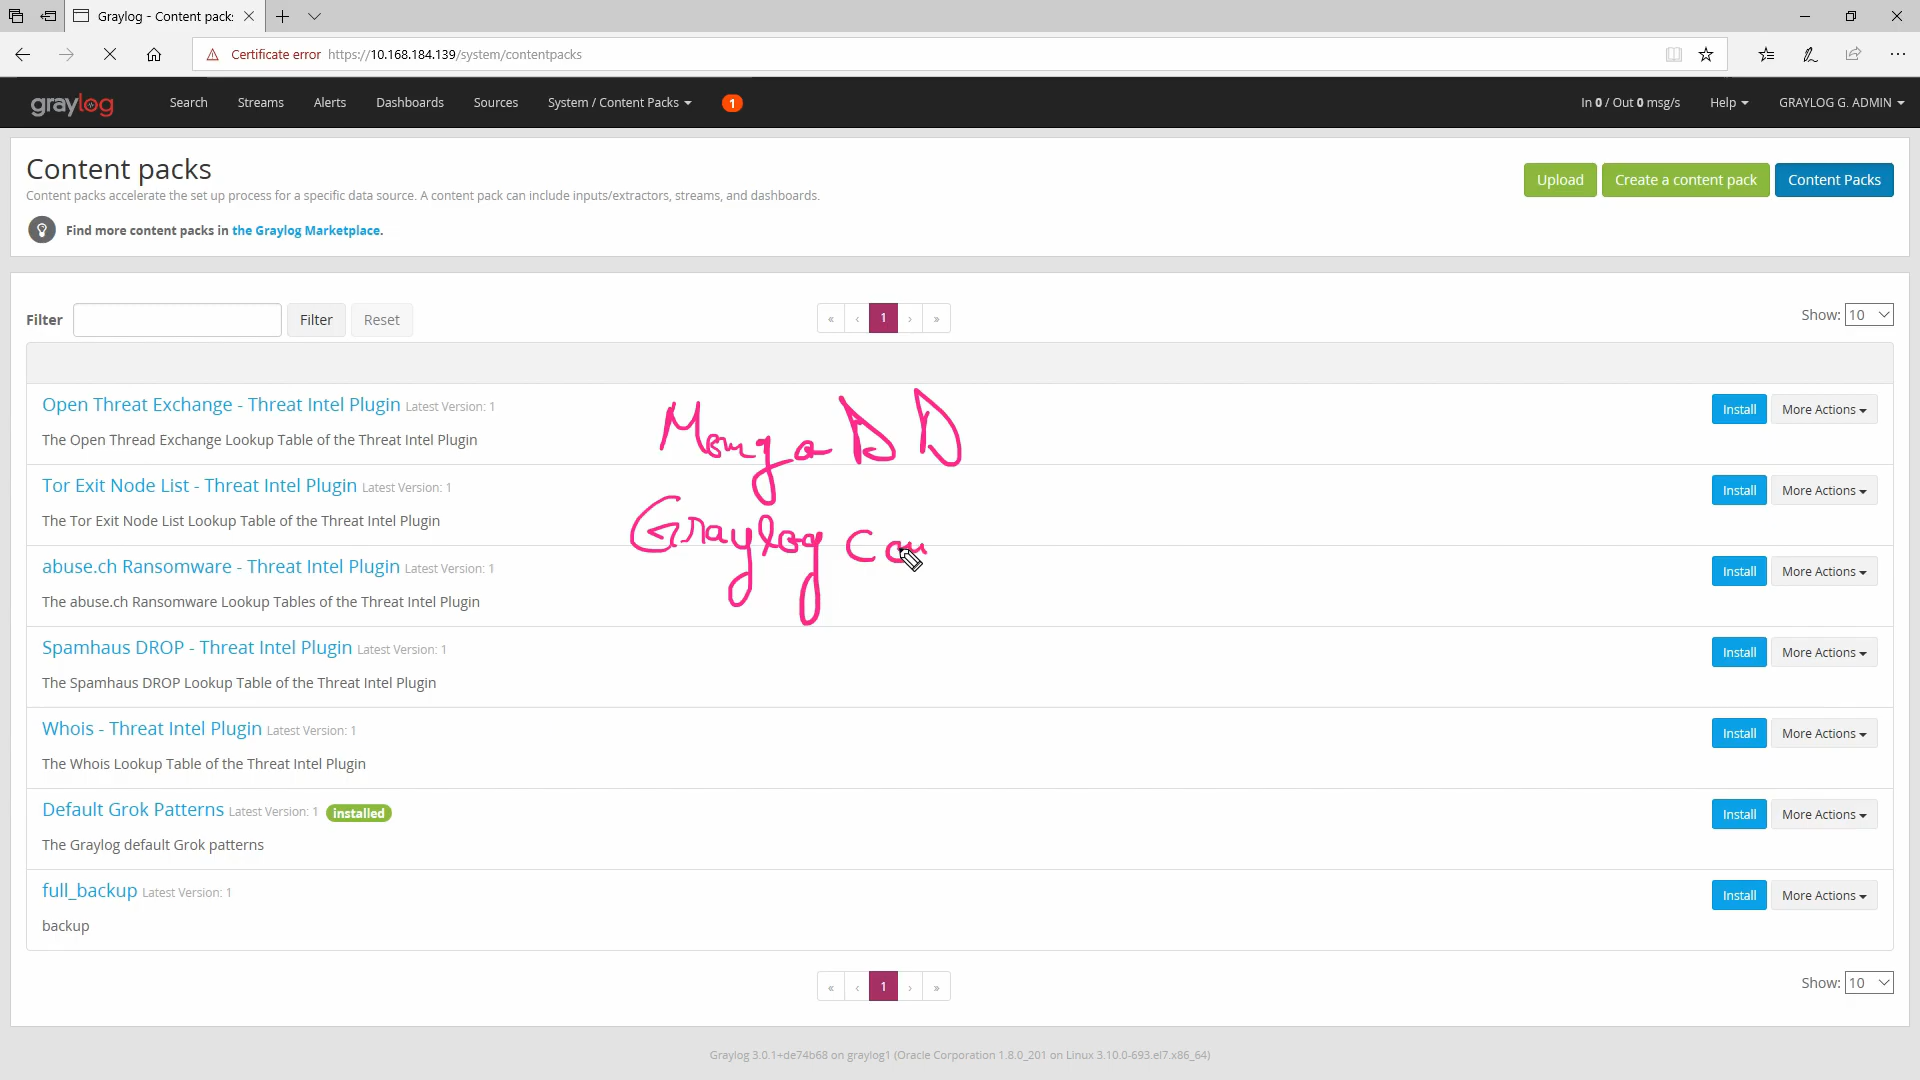 Graylog - Content pack:
Certificate error https://10.168.184.139/system/contentpacks
graylog Search Streams Alerts Dashboards Sources System / Content Packs 1 In 0 / Out 0 msg/s Help GRAYLOG G. ADMIN
Content packs
Content packs accelerate the set up process for a specific data source. A content pack can include inputs/extractors, streams, and dashboards.
Upload Create a content pack Content Packs
Find more content packs in the Graylog Marketplace.
Filter Filter Reset « ‹ 1 › » Show: 10
Open Threat Exchange - Threat Intel Plugin Latest Version: 1 Install More Actions
The Open Thread Exchange Lookup Table of the Threat Intel Plugin
Mongo DD
Tor Exit Node List - Threat Intel Plugin Latest Version: 1 Install More Actions
The Tor Exit Node List Lookup Table of the Threat Intel Plugin
Graylog con
abuse.ch Ransomware - Threat Intel Plugin Latest Version: 1 Install More Actions
The abuse.ch Ransomware Lookup Tables of the Threat Intel Plugin
Spamhaus DROP - Threat Intel Plugin Latest Version: 1 Install More Actions
The Spamhaus DROP Lookup Table of the Threat Intel Plugin
Whois - Threat Intel Plugin Latest Version: 1 Install More Actions
The Whois Lookup Table of the Threat Intel Plugin
Default Grok Patterns Latest Version: 1 installed Install More Actions
The Graylog default Grok patterns
full_backup Latest Version: 1 Install More Actions
backup
« ‹ 1 › » Show: 10
Graylog 3.0.1+de74b68 on graylog1 (Oracle Corporation 1.8.0_201 on Linux 3.10.0-693.el7.x86_64)